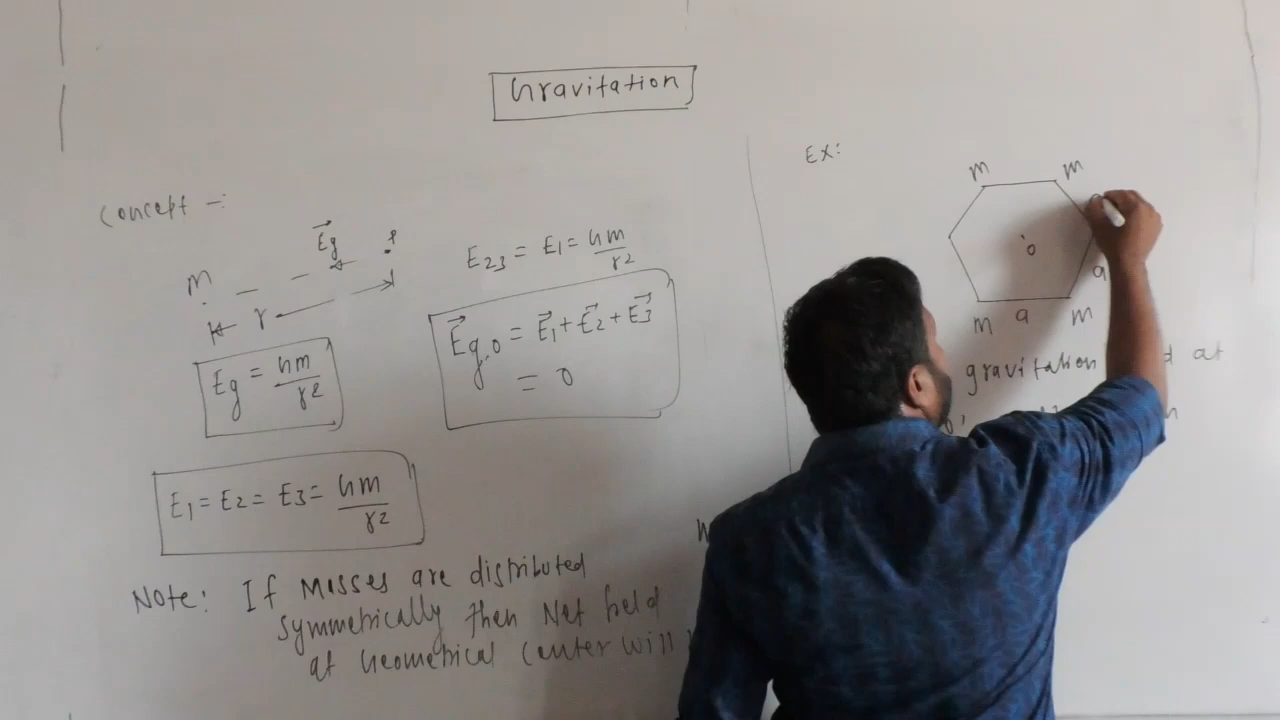 Gravitation
Concept -:
m
Eg
P
r
Eg = Gm/r2
E23 = E1 = Gm/r2
Eg,0 = E1 + E2 + E3
= 0
E1 = E2 = E3 = Gm/r2
Note: If Masses are distributed
symmetrically then Net field
at Geometrical Center will
Ex:
m m
o
a
m a m
gravitation at